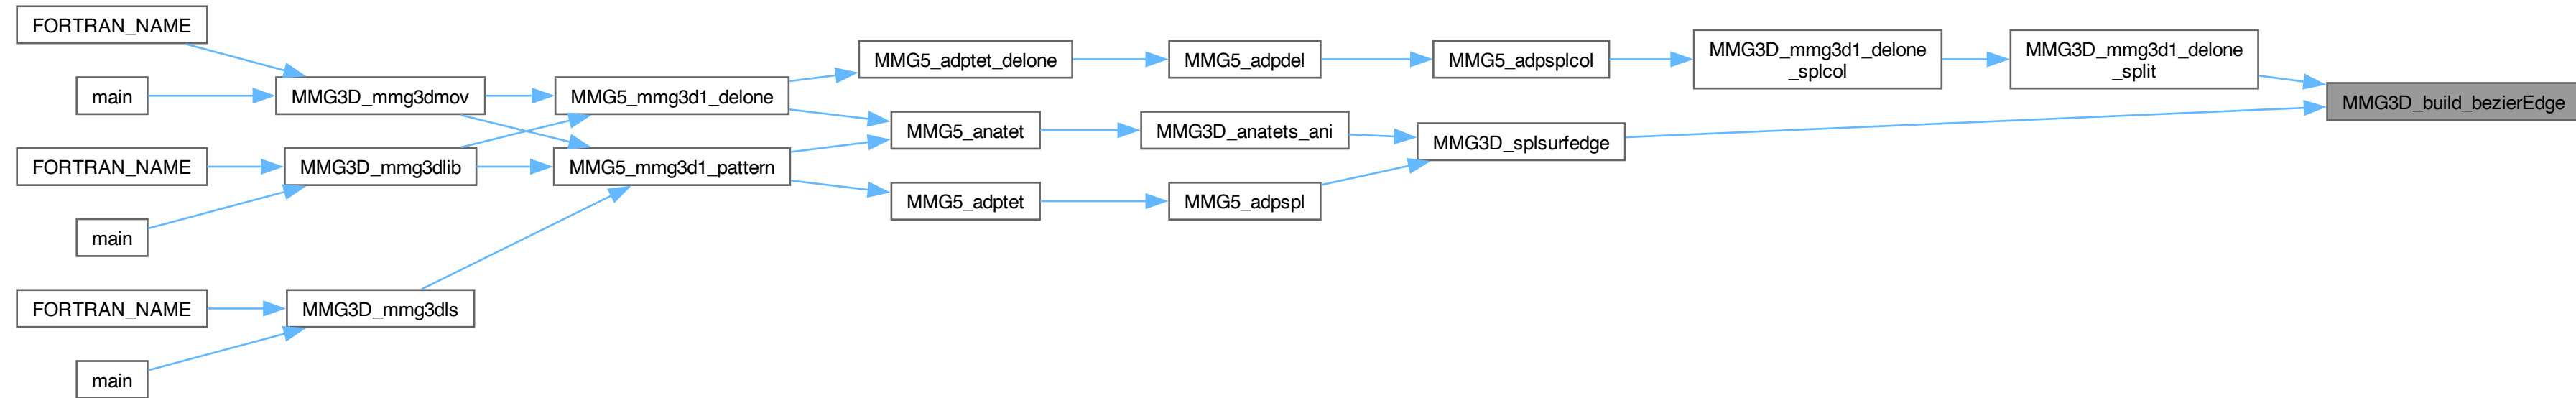 FORTRAN_NAME
main
MMG3D_mmg3dmov
MMG5_mmg3d1_delone
MMG5_adptet_delone
MMG5_adpdel
MMG5_adpsplcol
MMG3D_mmg3d1_delone
_splcol
MMG3D_mmg3d1_delone
_split
MMG3D_build_bezierEdge
MMG5_anatet
MMG3D_anatets_ani
MMG3D_splsurfedge
FORTRAN_NAME
MMG3D_mmg3dlib
MMG5_mmg3d1_pattern
MMG5_adptet
MMG5_adpspl
main
FORTRAN_NAME
MMG3D_mmg3dls
main